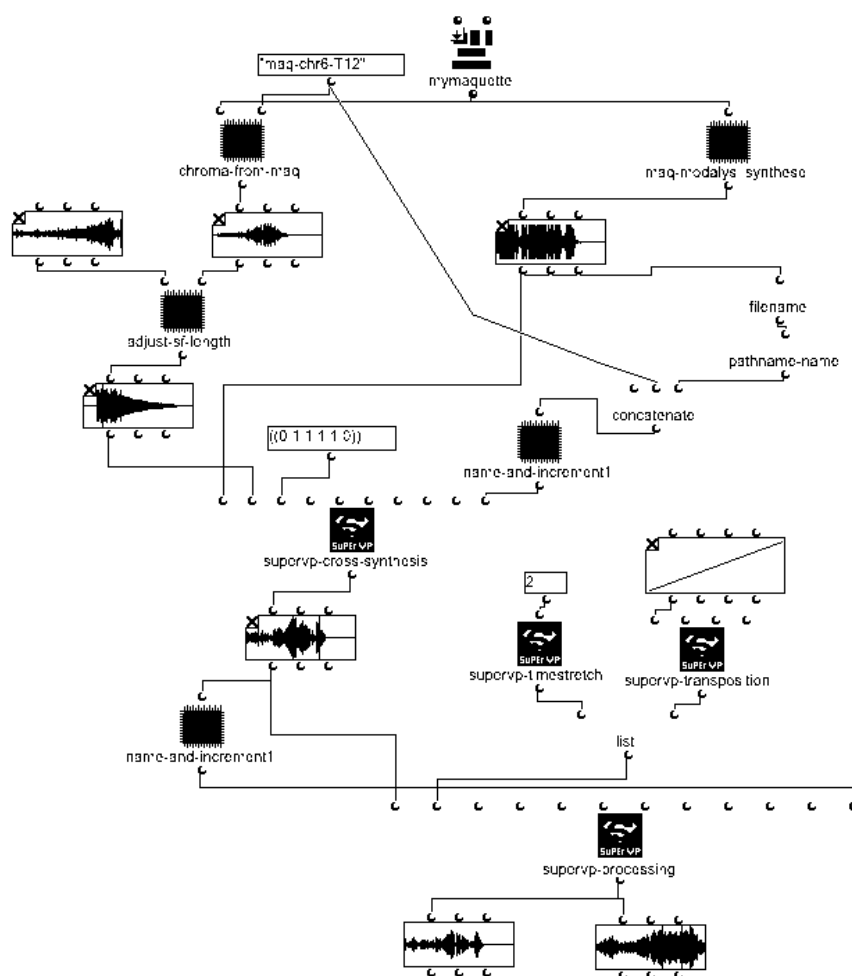 "maq-chr6-T12"
mymaquette
chroma-from-maq
maq-modalys_synthese
filename
adjust-sf-length
pathname-name
concatenate
((0 1 1 1 1 0))
name-and-increment1
SuPEr VP
supervp-cross-synthesis
2
SuPEr VP
SuPEr VP
supervp-timestretch
supervp-transposition
name-and-increment1
list
SuPEr VP
supervp-processing